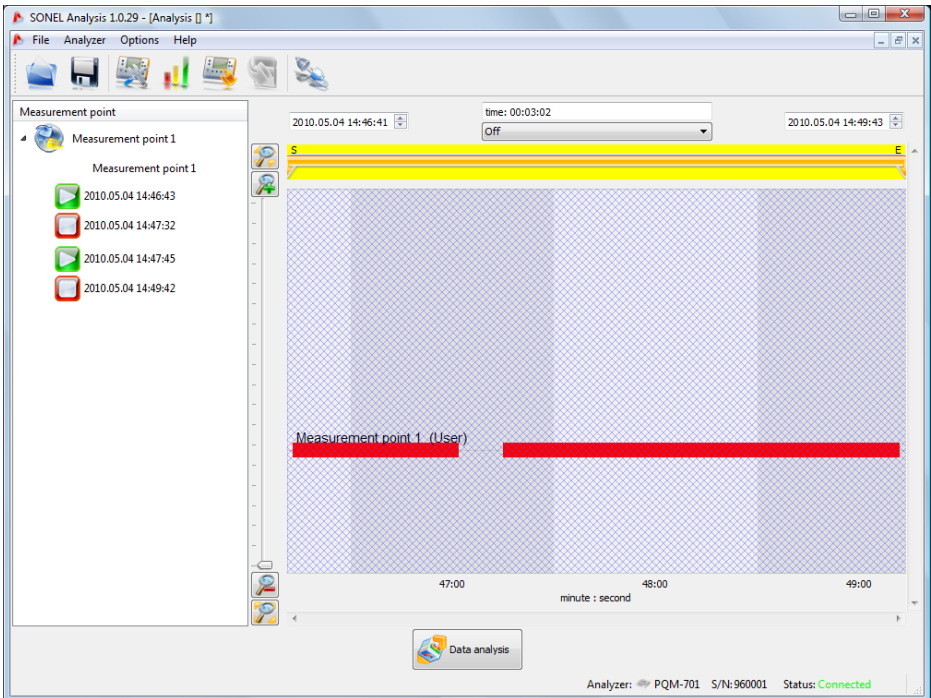 SONEL Analysis 1.0.29 - [Analysis [] *]
File Analyzer Options Help
Measurement point
Measurement point 1
Measurement point 1
2010.05.04 14:46:43
2010.05.04 14:47:32
2010.05.04 14:47:45
2010.05.04 14:49:42
time: 00:03:02
2010.05.04 14:46:41
Off
2010.05.04 14:49:43
S E
Measurement point 1 (User)
47:00 48:00 49:00
minute : second
Data analysis
Analyzer: PQM-701 S/N:960001 Status: Connected